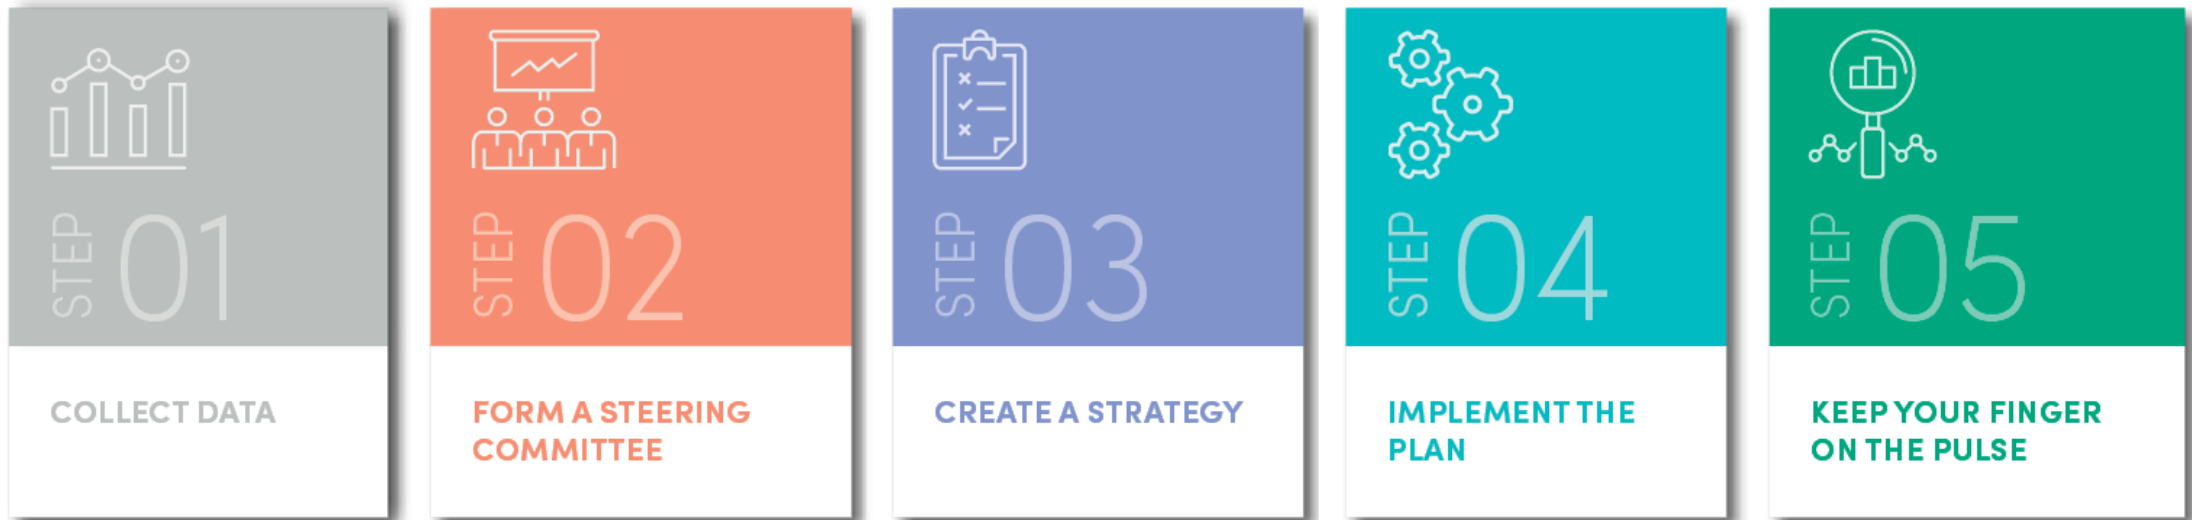 STEP 01
COLLECT DATA
STEP 02
FORM A STEERING
COMMITTEE
STEP 03
CREATE A STRATEGY
STEP 04
IMPLEMENT THE
PLAN
STEP 05
KEEP YOUR FINGER
ON THE PULSE